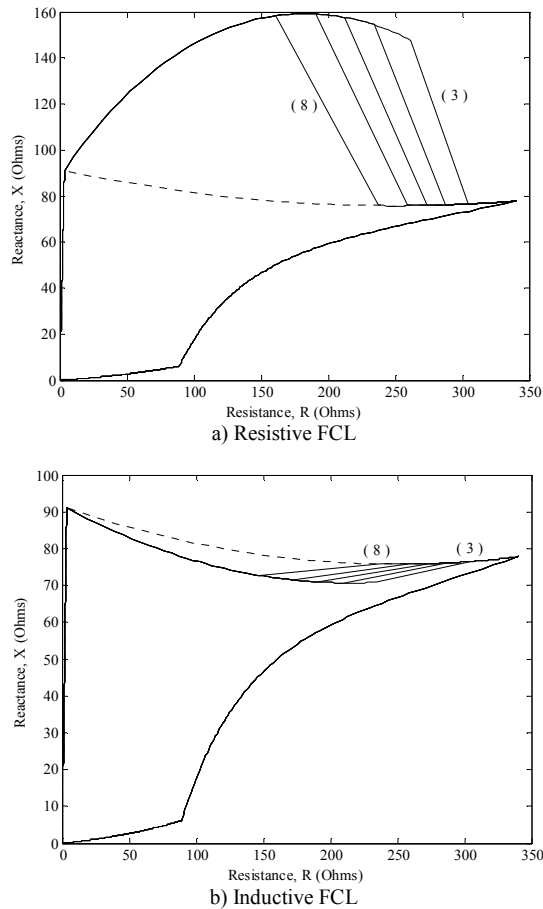 160
140
120
100
80
60
40
20
0
Reactance, X (Ohms)
( 8 )
( 3 )
0 50 100 150 200 250 300 350
Resistance, R (Ohms)
a) Resistive FCL
100
90
80
70
60
50
40
30
20
10
0
Reactance, X (Ohms)
( 8 ) ( 3 )
0 50 100 150 200 250 300 350
Resistance, R (Ohms)
b) Inductive FCL